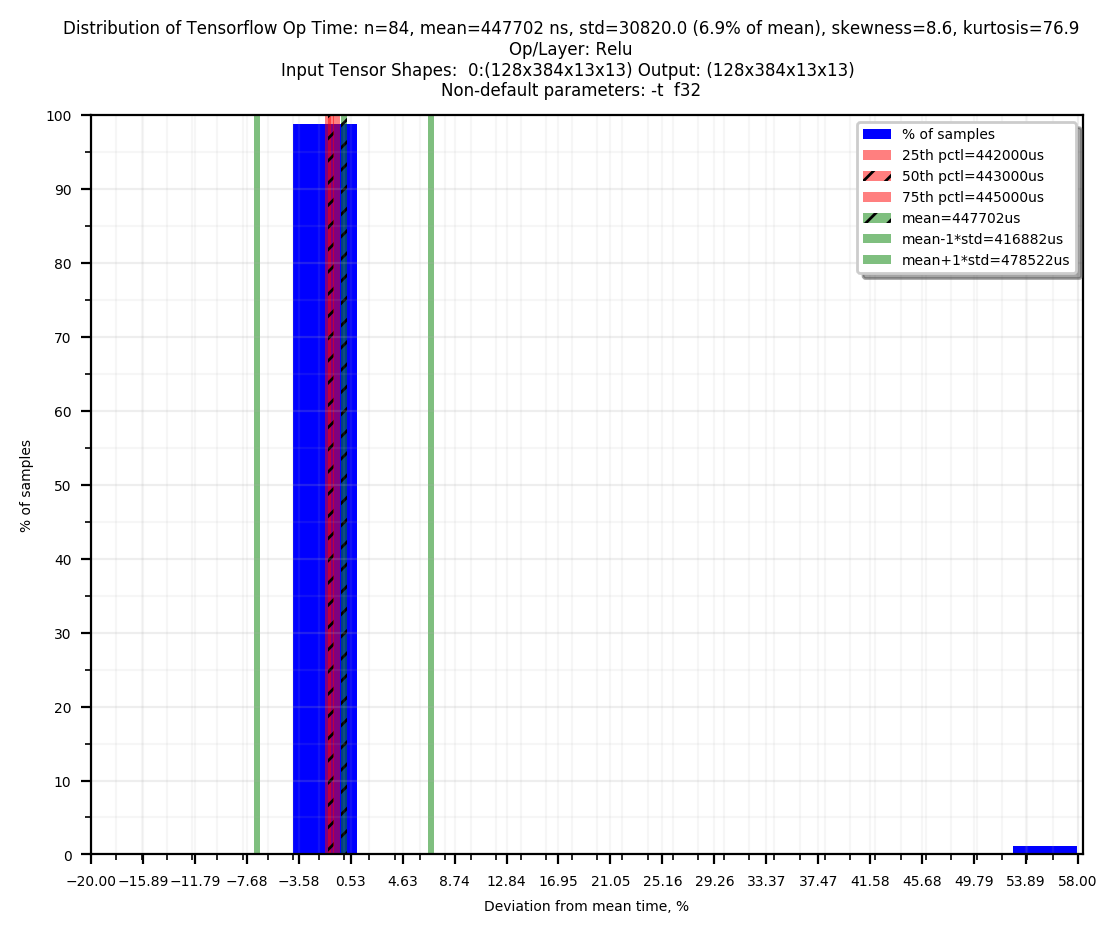 Distribution of Tensorflow Op Time: n=84, mean=447702 ns, std=30820.0 (6.9% of mean), skewness=8.6, kurtosis=76.9
Op/Layer: Relu
Input Tensor Shapes:  0:(128x384x13x13) Output: (128x384x13x13)
Non-default parameters: -t  f32
100
90
80
70
60
50
40
30
20
10
0
% of samples
% of samples
25th pctl=442000us
50th pctl=443000us
75th pctl=445000us
mean=447702us
mean-1*std=416882us
mean+1*std=478522us
−20.00 −15.89 −11.79 −7.68 −3.58 0.53 4.63 8.74 12.84 16.95 21.05 25.16 29.26 33.37 37.47 41.58 45.68 49.79 53.89 58.00
Deviation from mean time, %